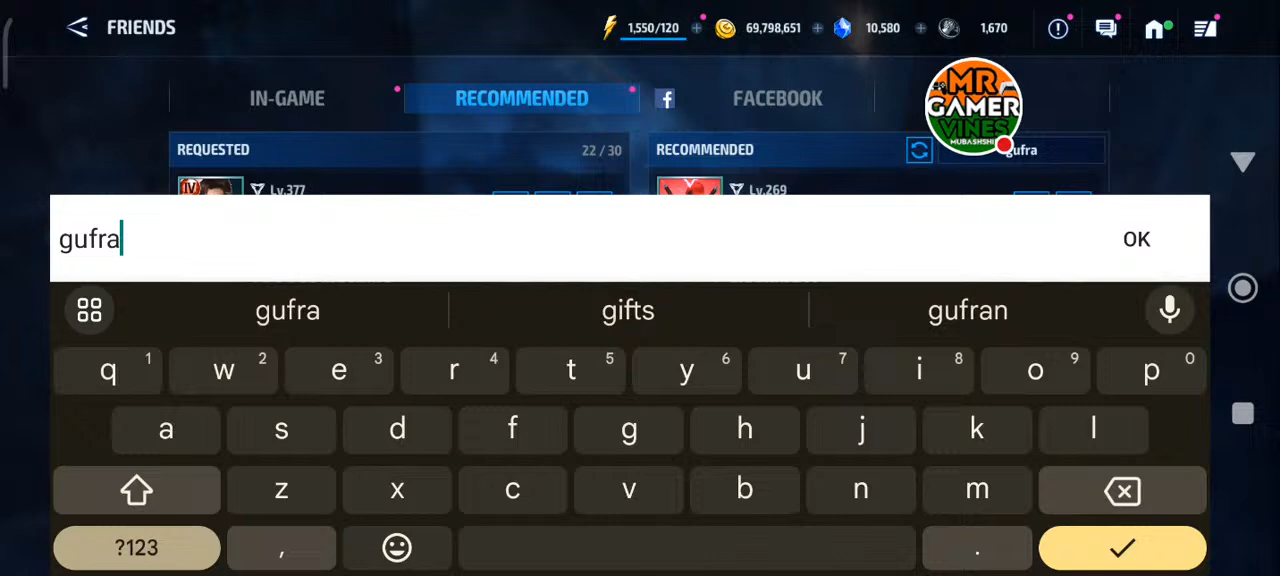 FRIENDS
1,550/120
69,798,651
10,580
1,670
IN-GAME
RECOMMENDED
FACEBOOK
MR
GAMER
VINES
REQUESTED
22 / 30
RECOMMENDED
gufra
IV
Lv.377
Lv.269
gufra
OK
gufra
gifts
gufran
q 1 w 2 e 3 r 4 t 5 y 6 u 7 i 8 o 9 p 0
a s d f g h j k l
z x c v b n m
?123 , .